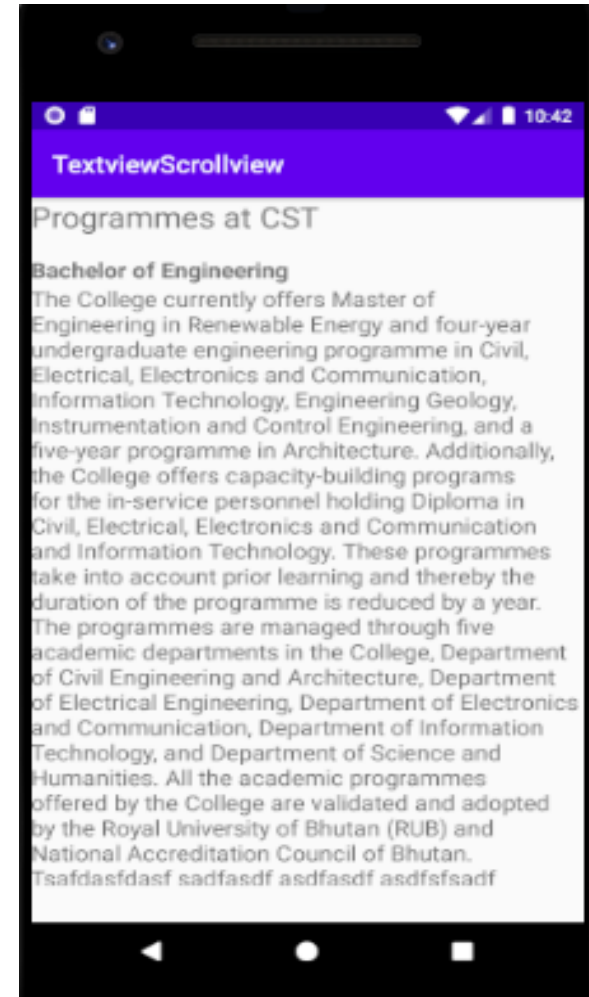 10:42
TextviewScrollview
Programmes at CST
Bachelor of Engineering
The College currently offers Master of
Engineering in Renewable Energy and four-year
undergraduate engineering programme in Civil,
Electrical, Electronics and Communication,
Information Technology, Engineering Geology,
Instrumentation and Control Engineering, and a
five-year programme in Architecture. Additionally,
the College offers capacity-building programs
for the in-service personnel holding Diploma in
Civil, Electrical, Electronics and Communication
and Information Technology. These programmes
take into account prior learning and thereby the
duration of the programme is reduced by a year.
The programmes are managed through five
academic departments in the College, Department
of Civil Engineering and Architecture, Department
of Electrical Engineering, Department of Electronics
and Communication, Department of Information
Technology, and Department of Science and
Humanities. All the academic programmes
offered by the College are validated and adopted
by the Royal University of Bhutan (RUB) and
National Accreditation Council of Bhutan.
Tsafdasfdasf sadfasdf asdfasdf asdfsfsadf